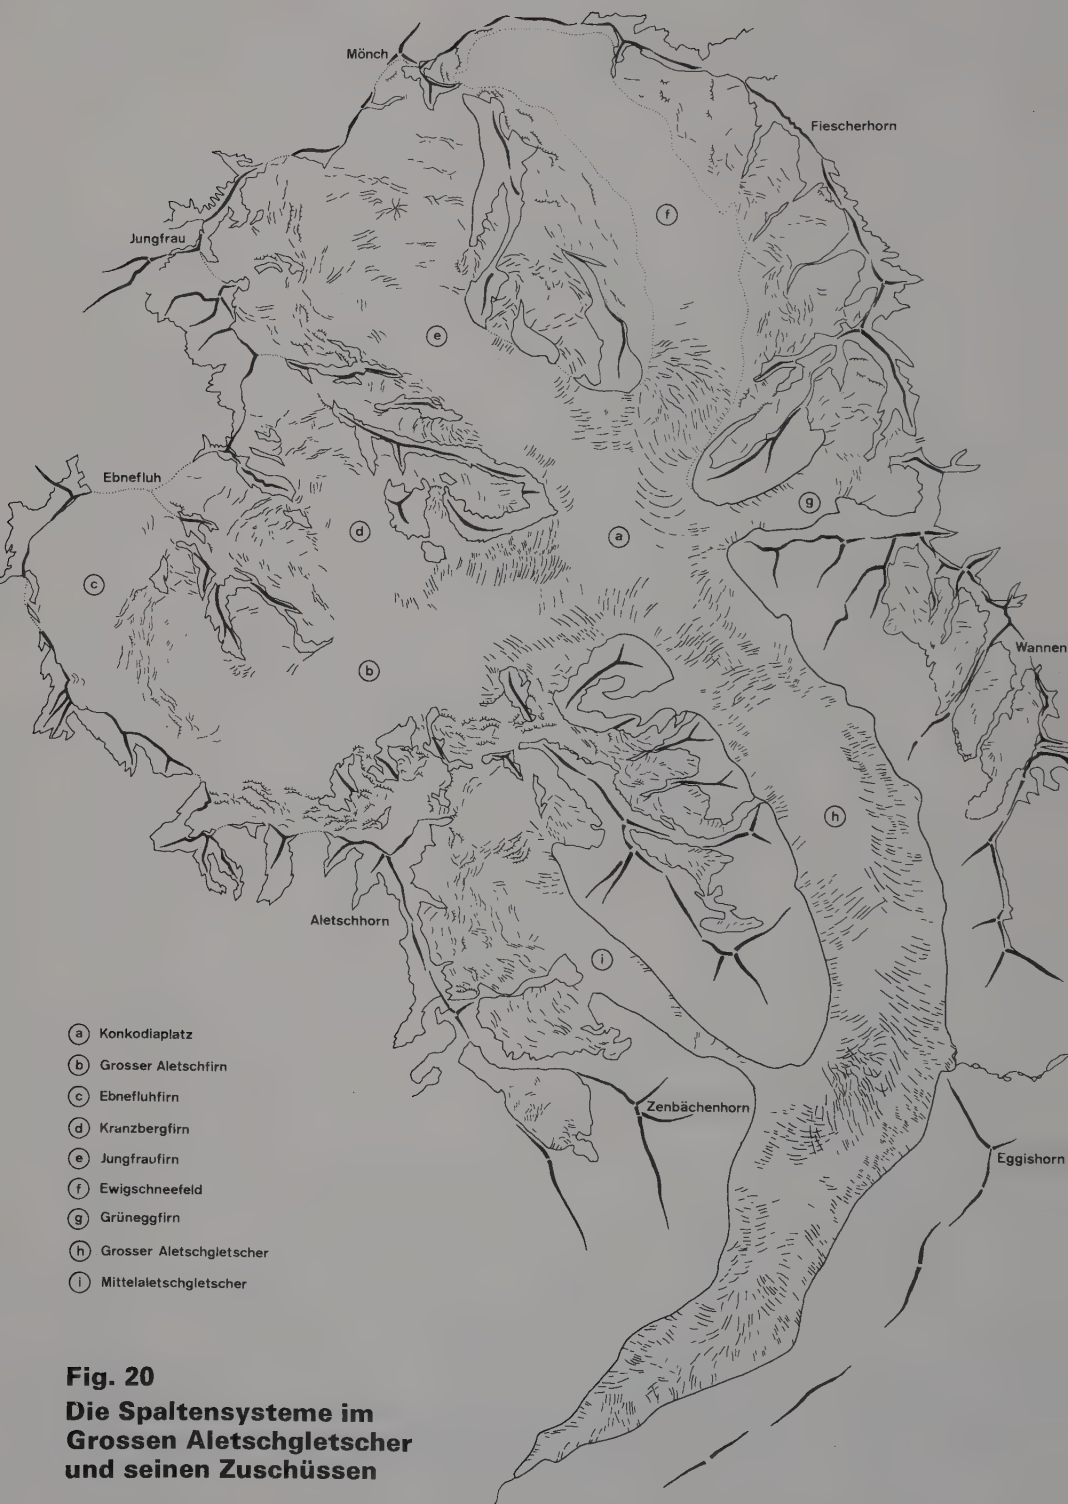 Mönch
Fiescherhorn
Jungfrau
f
e
Ebnefluh
g
d
a
c
Wannen
b
h
Aletschhorn
i
a Konkodiaplatz
b Grosser Aletschfirn
c Ebnefluhfirn
d Kranzbergfirn
e Jungfraufirn
f Ewigschneefeld
g Grüneggfirn
h Grosser Aletschgletscher
i Mittelaletschgletscher
Zenbächenhorn
Eggishorn
Fig. 20
Die Spaltensysteme im
Grossen Aletschgletscher
und seinen Zuschüssen